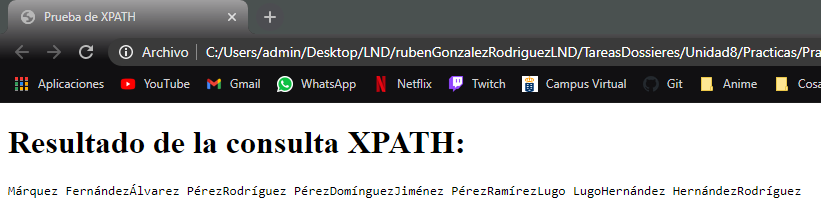 Prueba de XPATH
Archivo C:/Users/admin/Desktop/LND/rubenGonzalezRodriguezLND/TareasDossieres/Unidad8/Practicas/Pra
Aplicaciones YouTube Gmail WhatsApp Netflix Twitch Campus Virtual Git Anime Cosa
Resultado de la consulta XPATH:
Márquez FernándezÁlvarez PérezRodríguez PérezDomínguezJiménez PérezRamírezLugo LugoHernández HernándezRodríguez